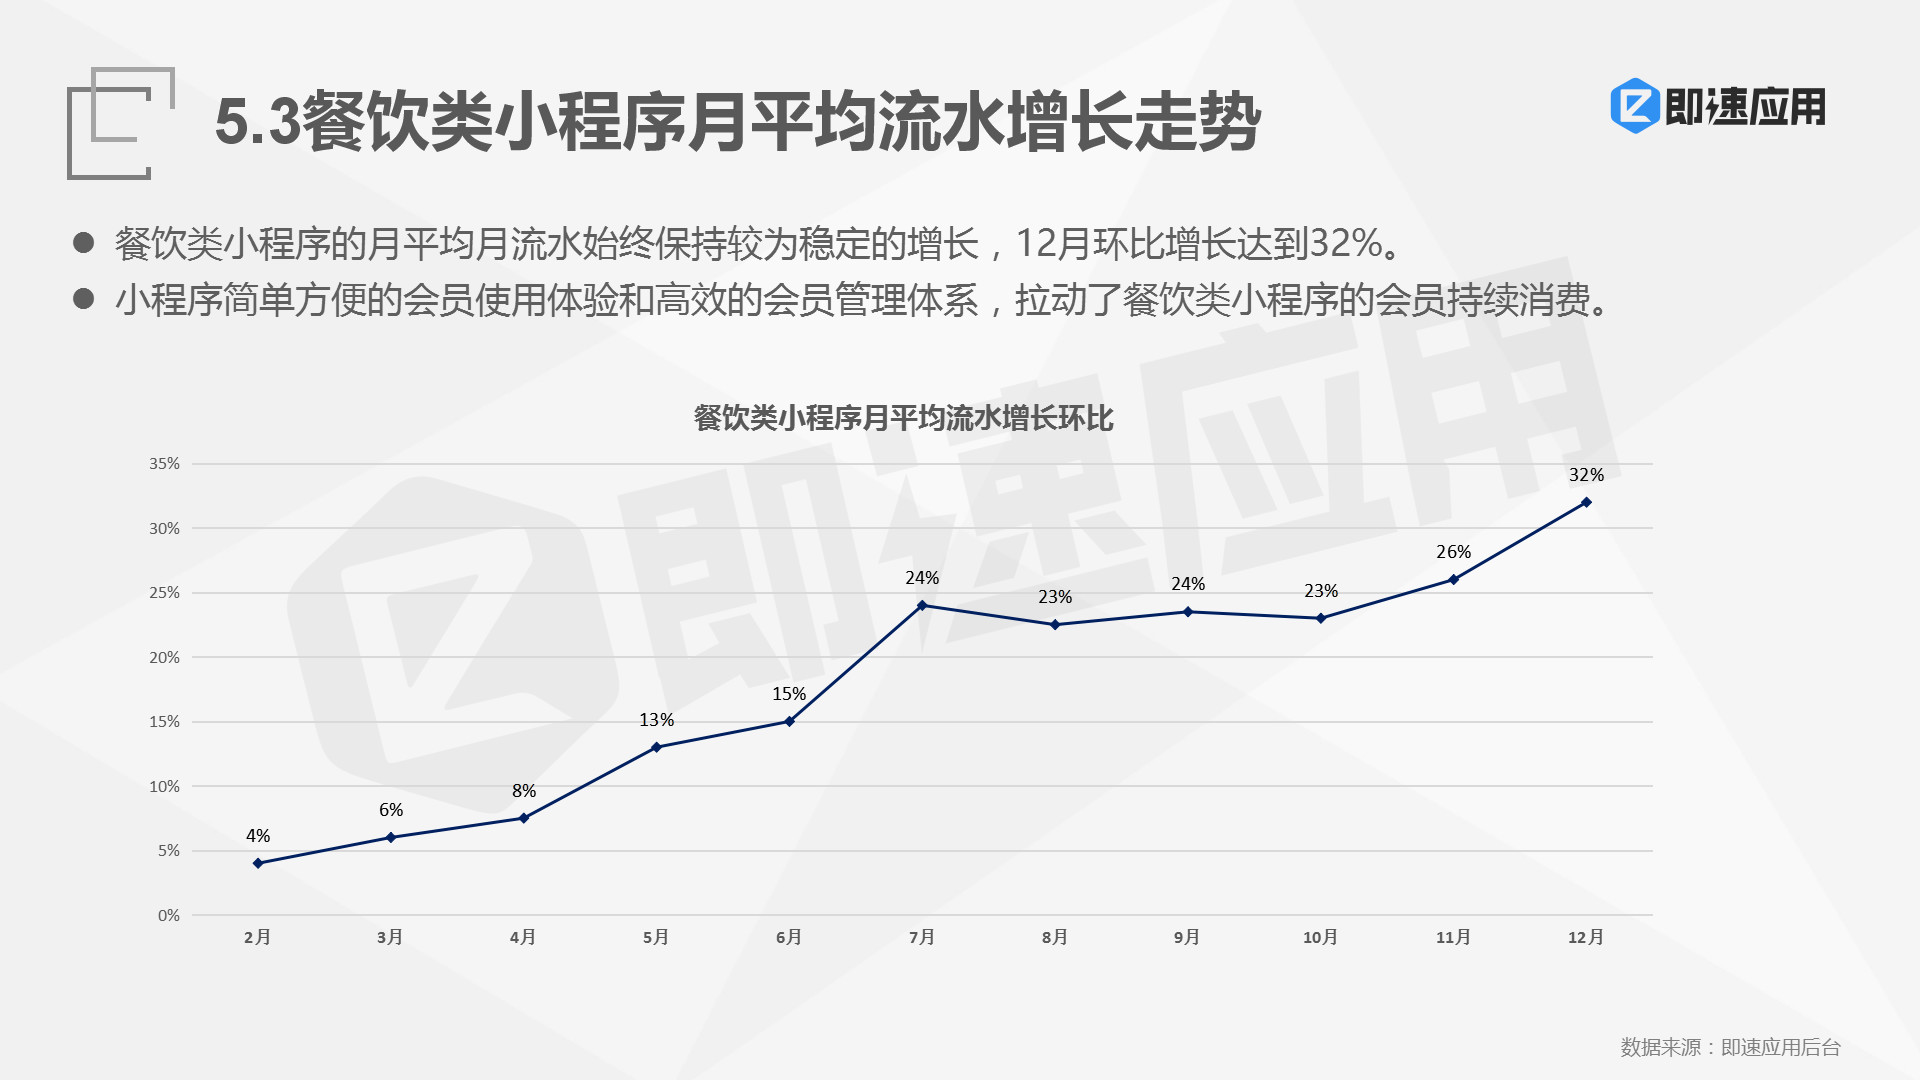 5.3餐饮类小程序月平均流水增长走势
即速应用
餐饮类小程序的月平均月流水始终保持较为稳定的增长，12月环比增长达到32%。
小程序简单方便的会员使用体验和高效的会员管理体系，拉动了餐饮类小程序的会员持续消费。
即速应用
餐饮类小程序月平均流水增长环比
35%
30%
25%
20%
15%
10%
5%
0%
4%
6%
8%
13%
15%
24%
23%
24%
23%
26%
32%
2月 3月 4月 5月 6月 7月 8月 9月 10月 11月 12月
数据来源：即速应用后台